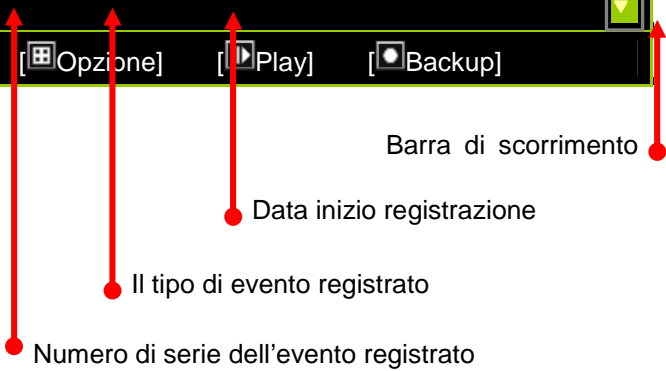 [Opzione] [Play] [Backup]
Barra di scorrimento
Data inizio registrazione
Il tipo di evento registrato
Numero di serie dell’evento registrato